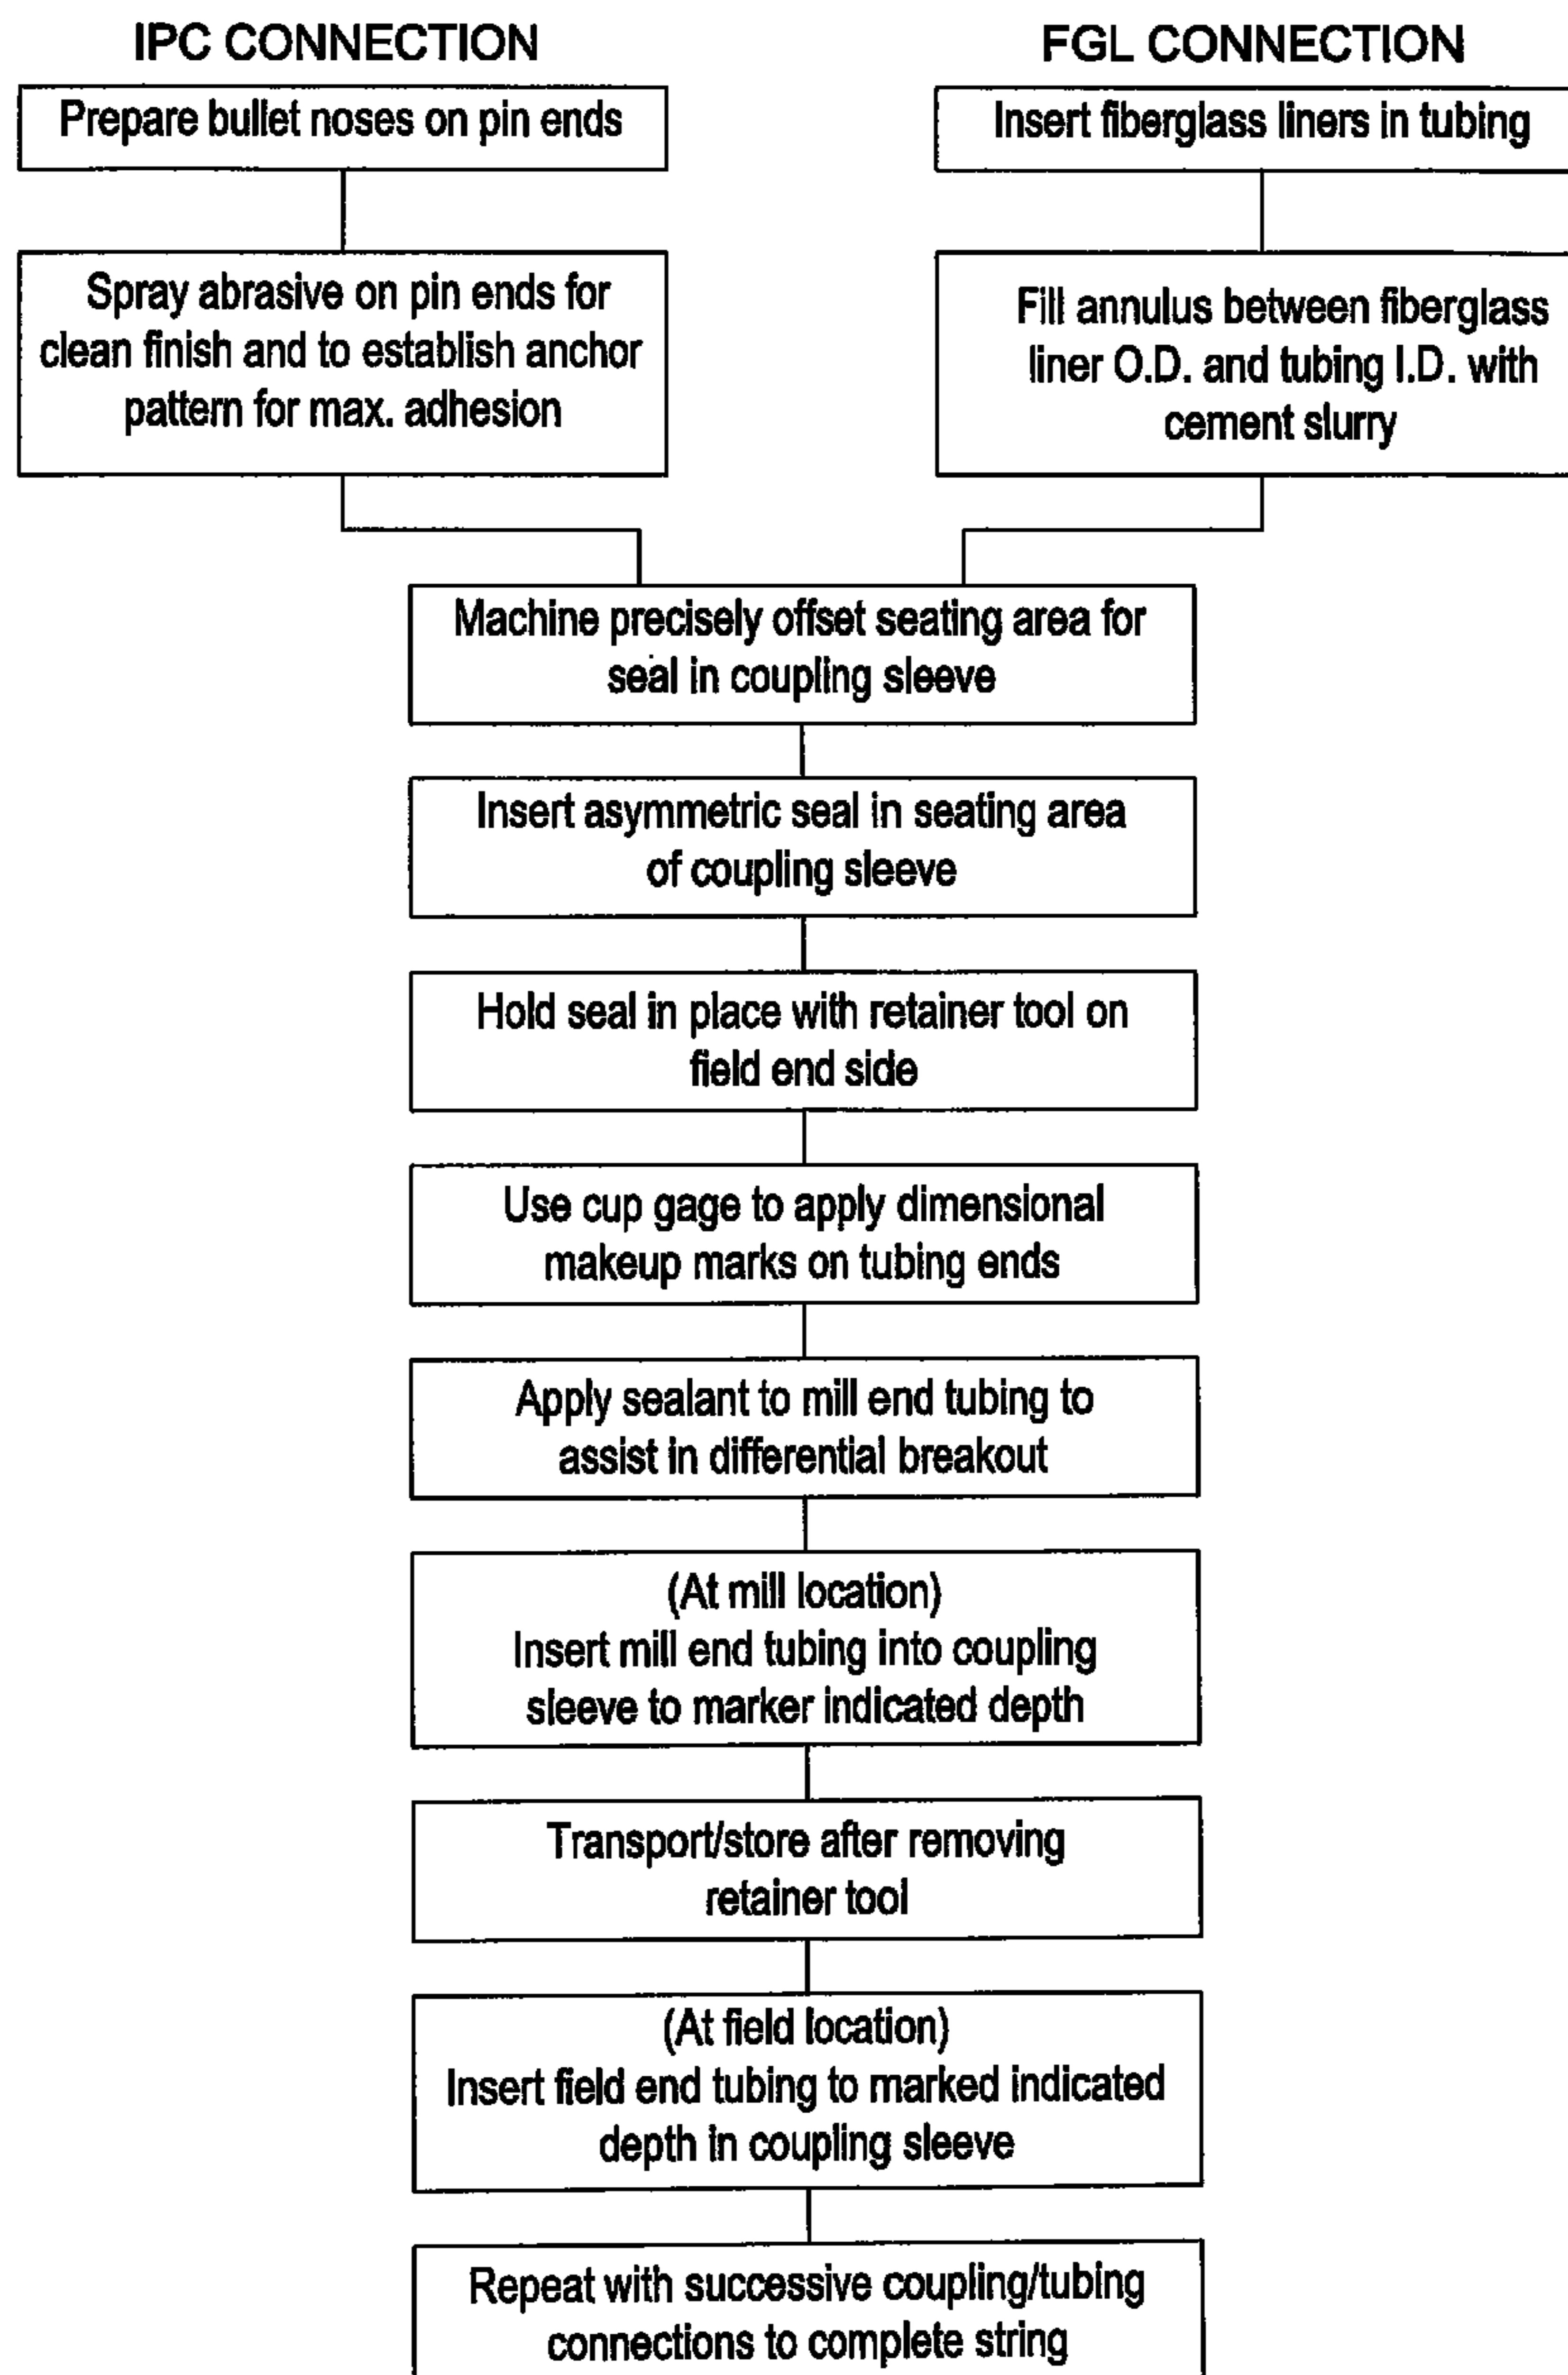 IPC CONNECTION
Prepare bullet noses on pin ends
Spray abrasive on pin ends for
clean finish and to establish anchor
pattern for max. adhesion
FGL CONNECTION
Insert fiberglass liners in tubing
Fill annulus between fiberglass
liner O.D. and tubing I.D. with
cement slurry
Machine precisely offset seating area for
seal in coupling sleeve
Insert asymmetric seal in seating area
of coupling sleeve
Hold seal in place with retainer tool on
field end side
Use cup gage to apply dimensional
makeup marks on tubing ends
Apply sealant to mill end tubing to
assist in differential breakout
(At mill location)
Insert mill end tubing into coupling
sleeve to marker indicated depth
Transport/store after removing
retainer tool
(At field location)
Insert field end tubing to marked indicated
depth in coupling sleeve
Repeat with successive coupling/tubing
connections to complete string